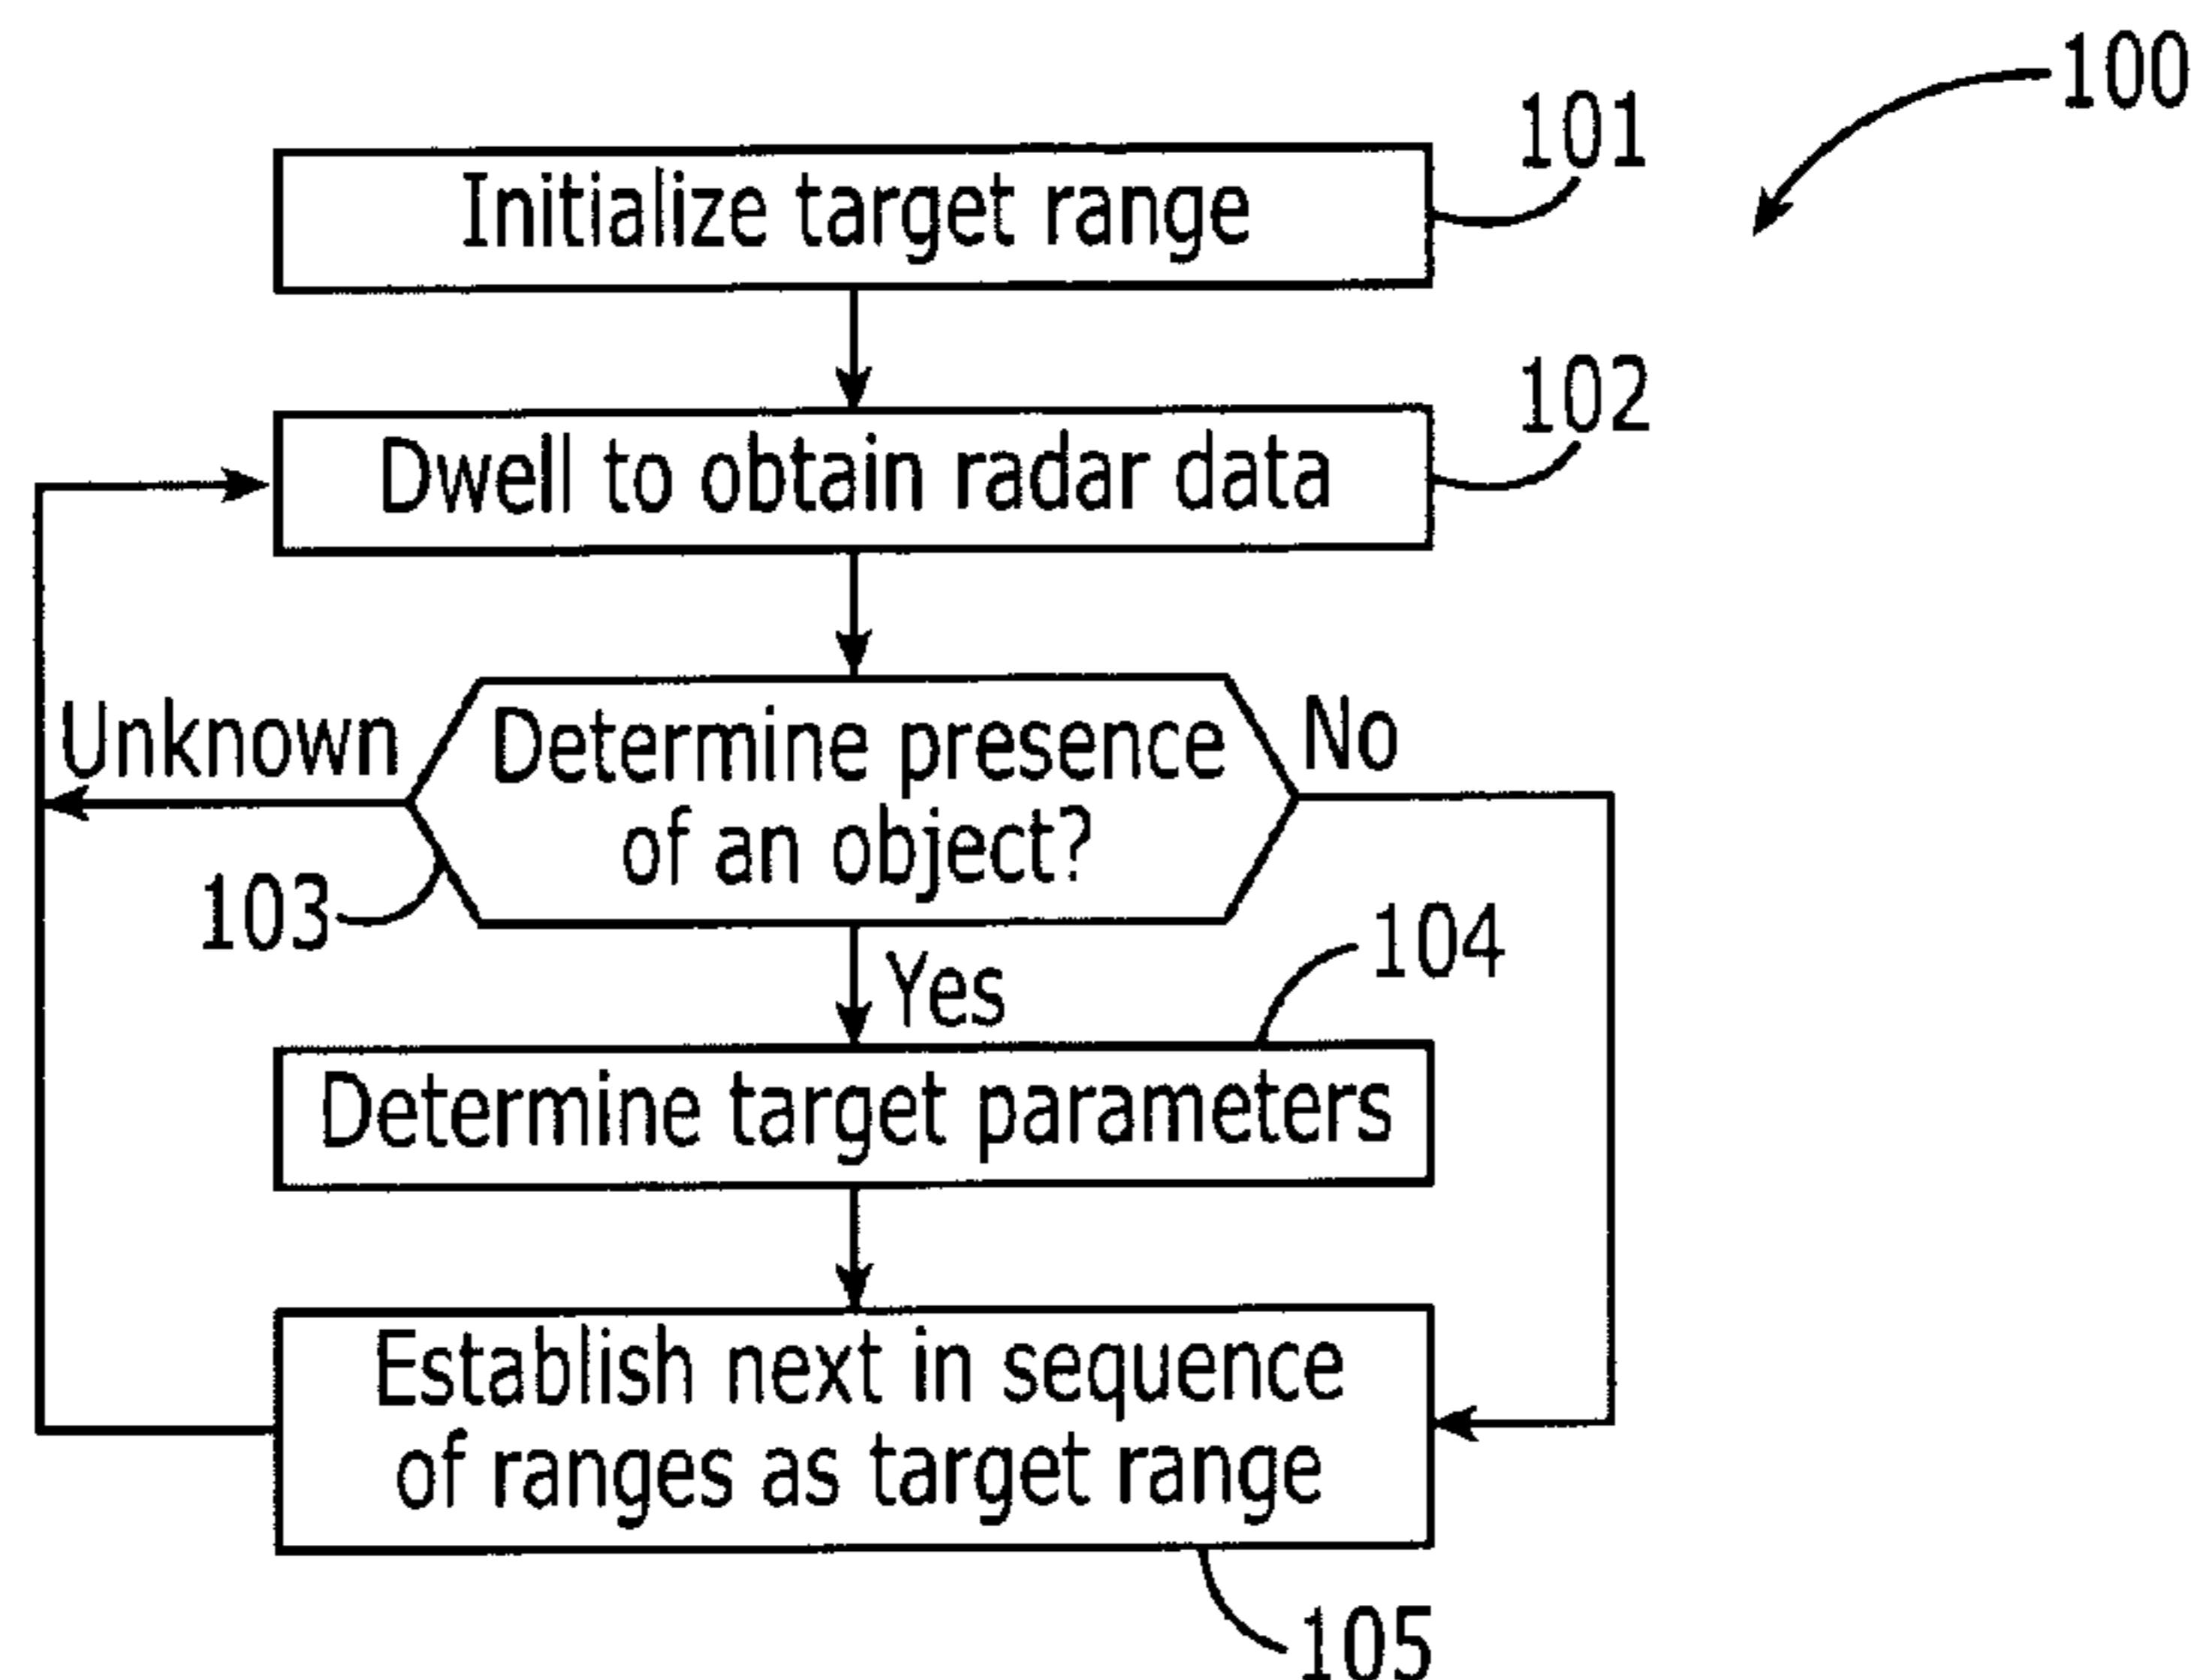 100
101
Initialize target range
102
Dwell to obtain radar data
Unknown
Determine presence
of an object?
No
103
Yes
104
Determine target parameters
Establish next in sequence
of ranges as target range
105